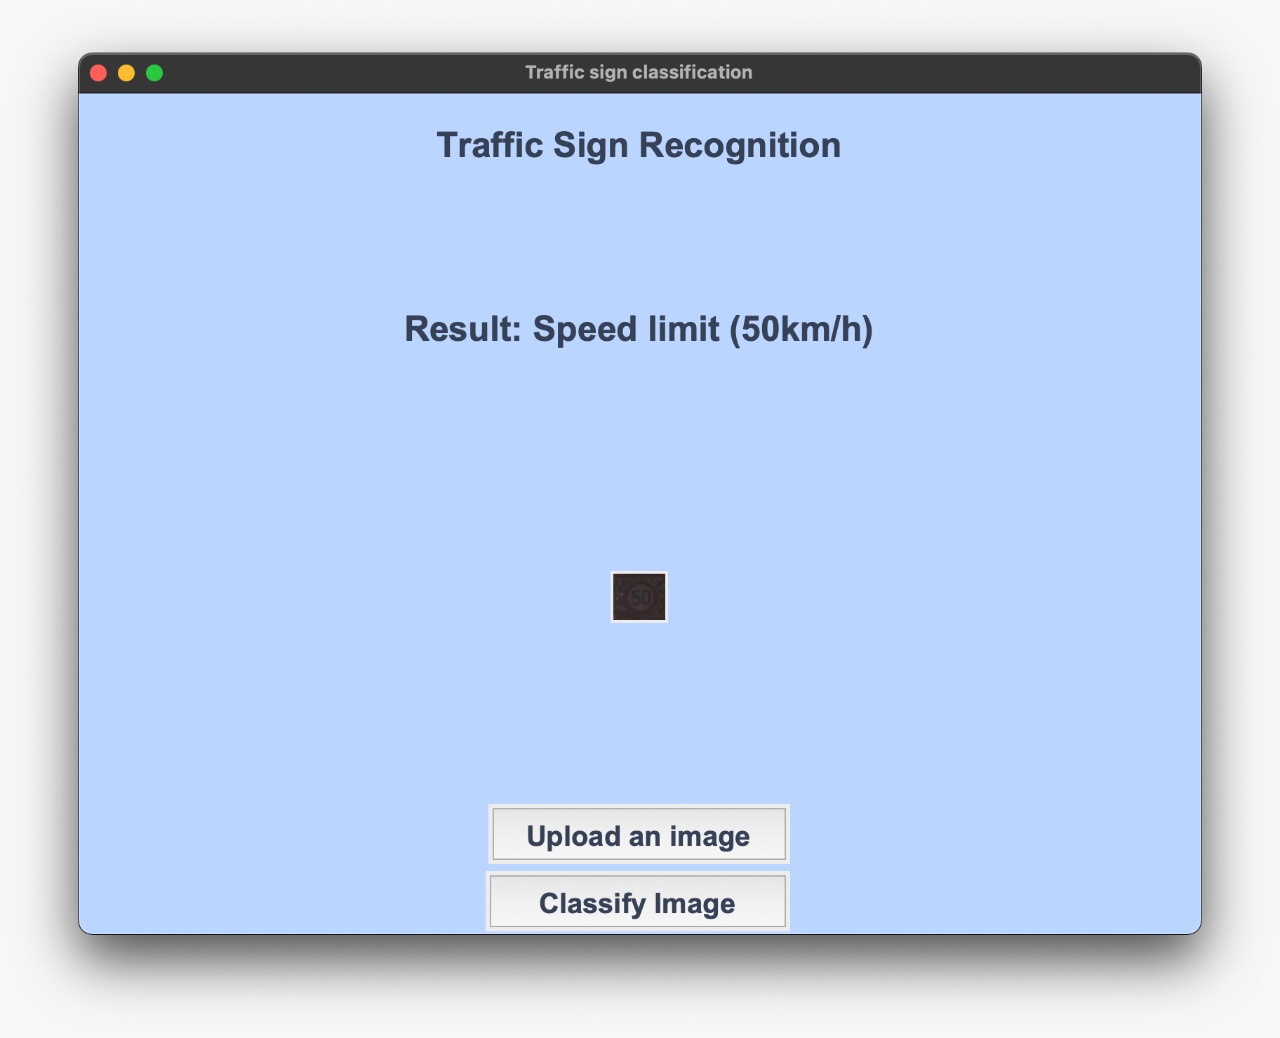 Traffic sign classification
Traffic Sign Recognition
Result: Speed limit (50km/h)
50
Upload an image
Classify Image